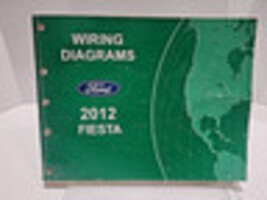 WIRING
DIAGRAMS
Ford
2012
FIESTA